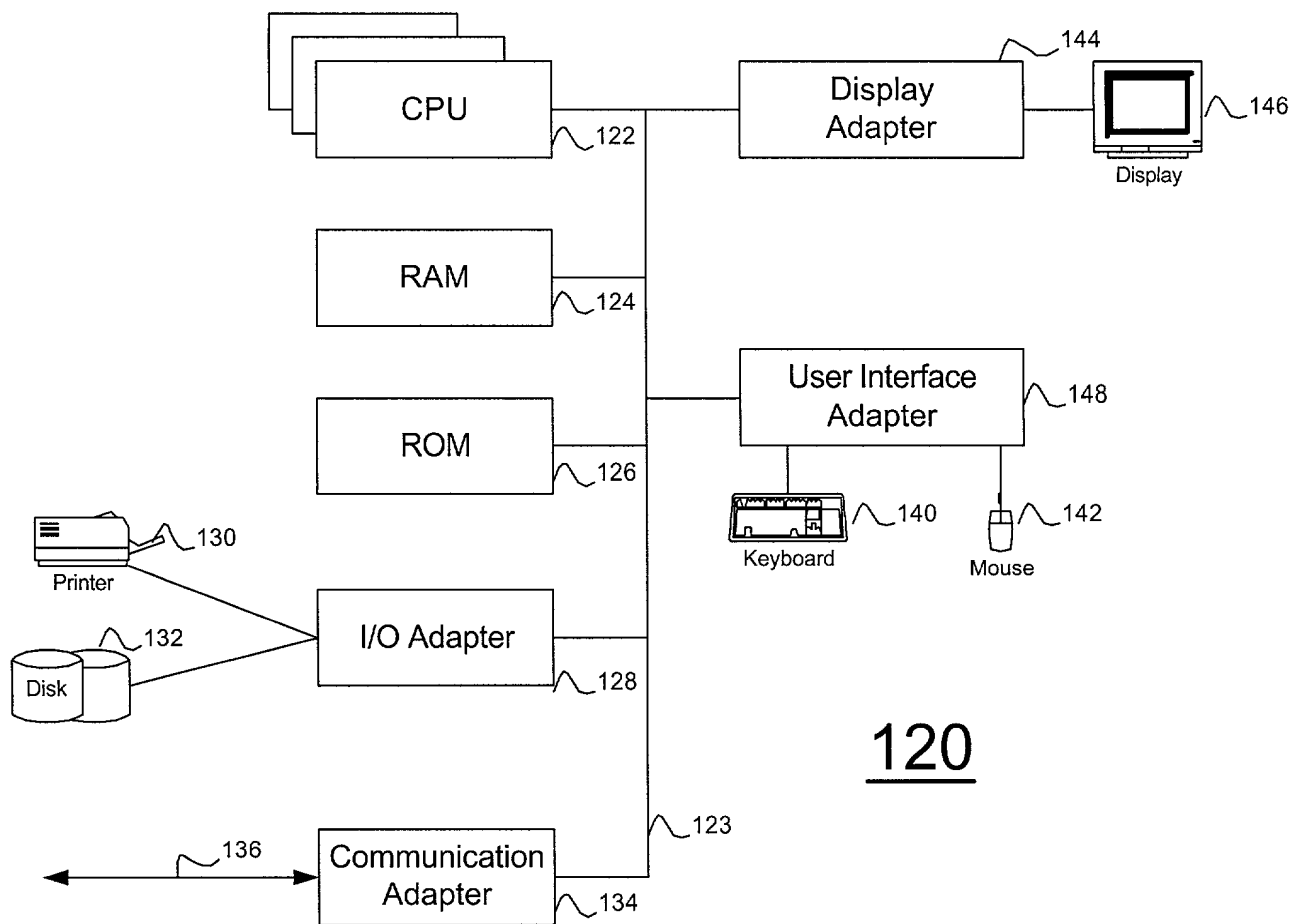 144
CPU
Display
Adapter
146
122
Display
RAM
124
User Interface
Adapter
148
ROM
126
140
142
130
Keyboard
Mouse
Printer
I/O Adapter
132
Disk
128
120
123
136
Communication
Adapter
134